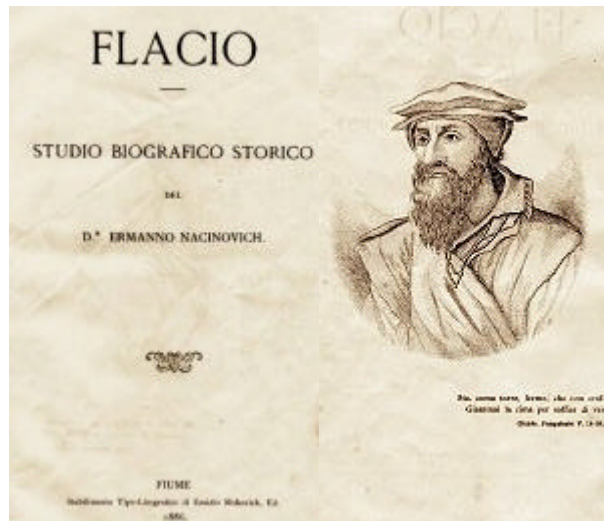 FLACIO
STUDIO BIOGRAFICO STORICO
DEL
D.R ERMANNO NACINOVICH.
FIUME
Stabilimento Tipo-Litografico di Emidio Mohovich, Ed.
Sta, come torre, fermo, che non
Giammai la cima per soffiar di